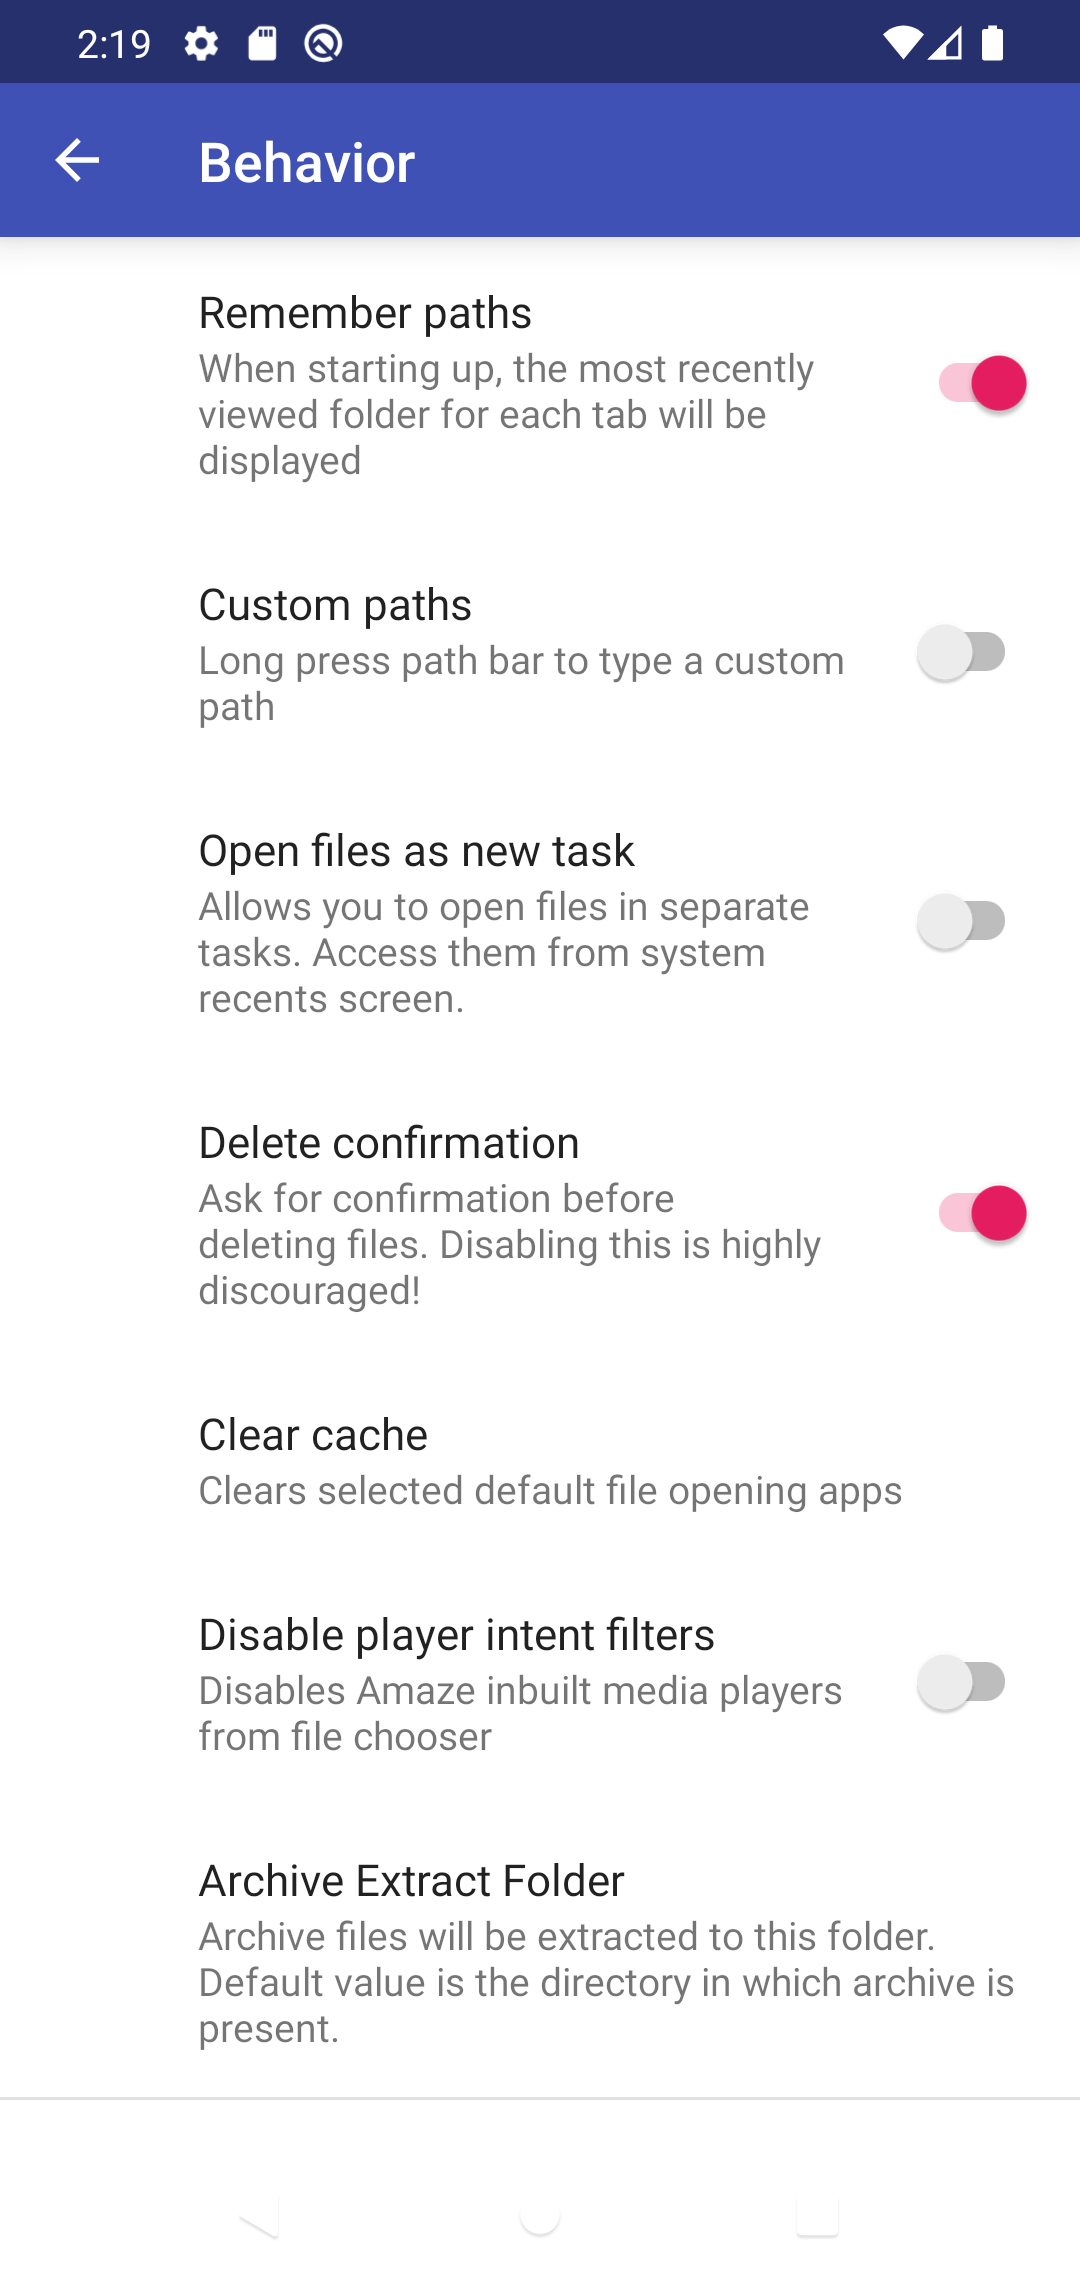 2:19
Behavior
Remember paths
When starting up, the most recently
viewed folder for each tab will be
displayed
Custom paths
Long press path bar to type a custom
path
Open files as new task
Allows you to open files in separate
tasks. Access them from system
recents screen.
Delete confirmation
Ask for confirmation before
deleting files. Disabling this is highly
discouraged!
Clear cache
Clears selected default file opening apps
Disable player intent filters
Disables Amaze inbuilt media players
from file chooser
Archive Extract Folder
Archive files will be extracted to this folder.
Default value is the directory in which archive is
present.